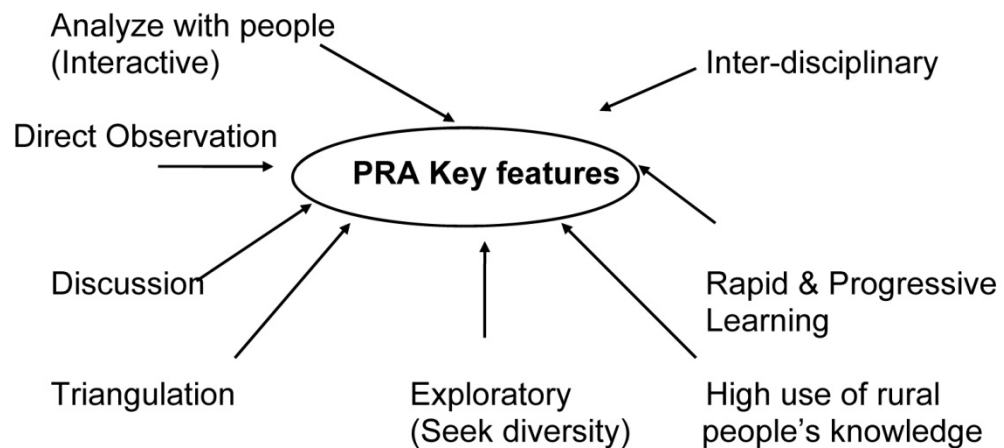 Analyze with people
(Interactive)
Inter-disciplinary
Direct Observation
PRA Key features
Discussion
Rapid & Progressive
Learning
Triangulation
Exploratory
(Seek diversity)
High use of rural
people’s knowledge